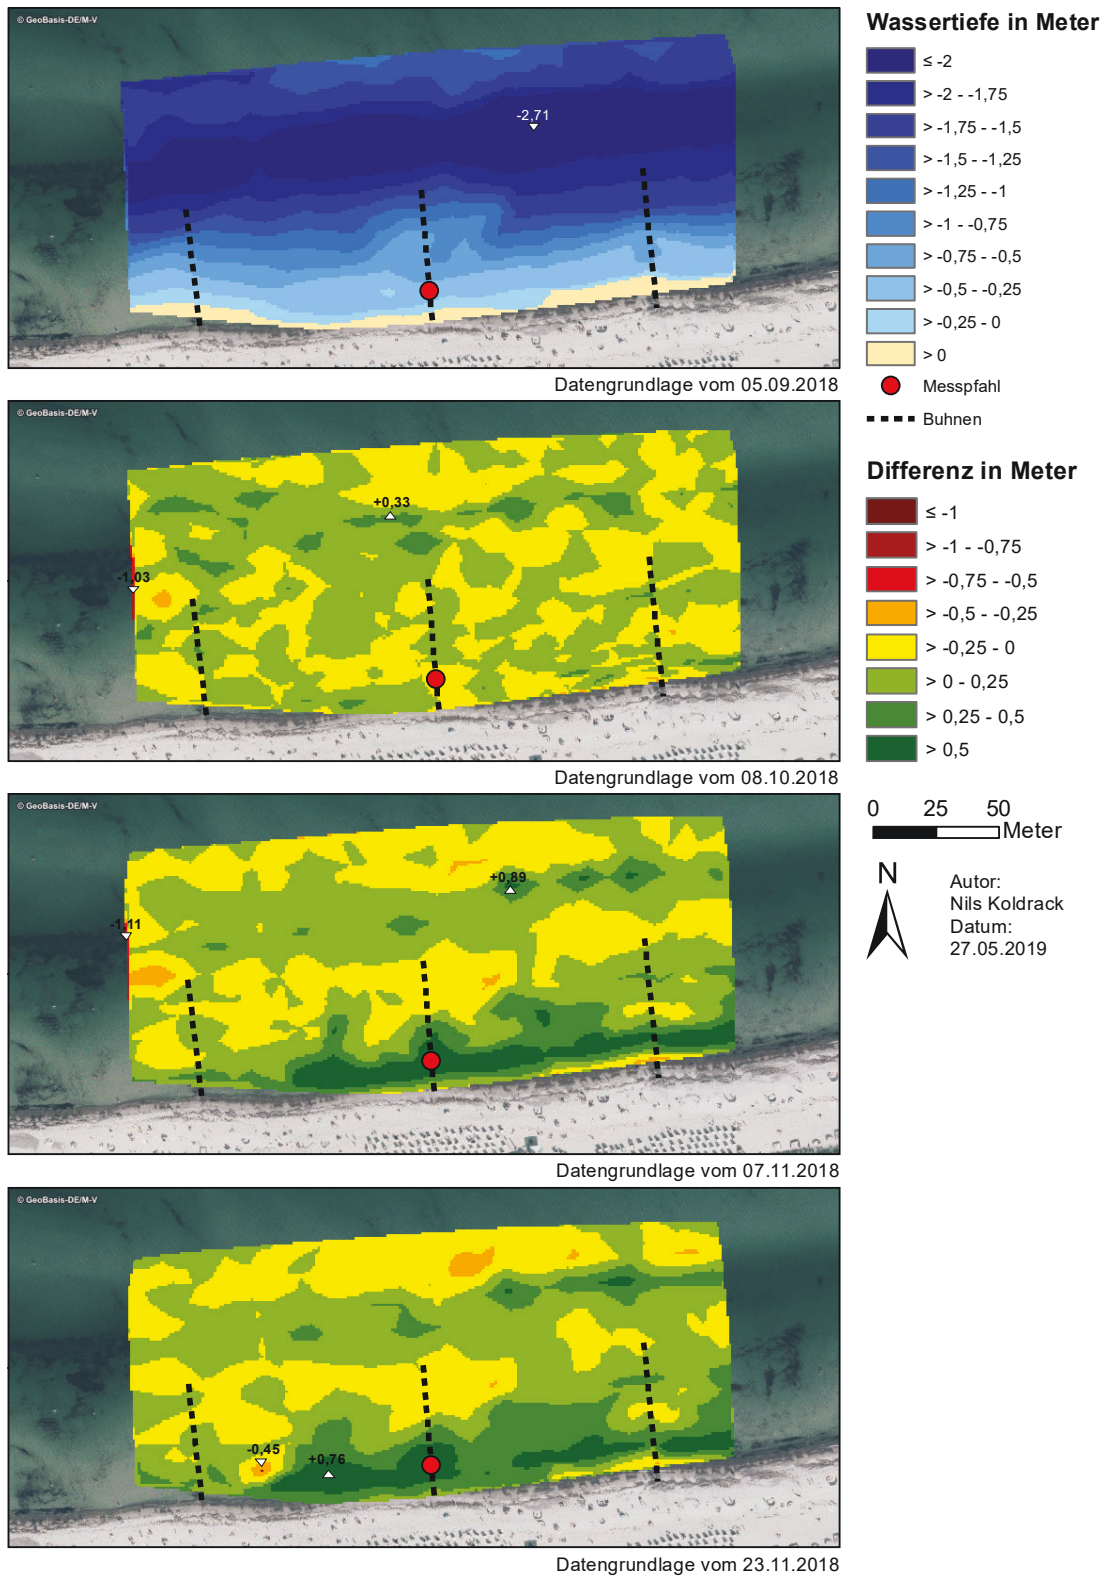 © GeoBasis-DE/M-V
-2,71
Datengrundlage vom 05.09.2018
© GeoBasis-DE/M-V
+0,33
-1,03
Datengrundlage vom 08.10.2018
© GeoBasis-DE/M-V
+0,89
-1,11
Datengrundlage vom 07.11.2018
© GeoBasis-DE/M-V
-0,45
+0,76
Datengrundlage vom 23.11.2018
Wassertiefe in Meter
≤ -2
> -2 - -1,75
> -1,75 - -1,5
> -1,5 - -1,25
> -1,25 - -1
> -1 - -0,75
> -0,75 - -0,5
> -0,5 - -0,25
> -0,25 - 0
> 0
Messpfahl
Buhnen
Differenz in Meter
≤ -1
> -1 - -0,75
> -0,75 - -0,5
> -0,5 - -0,25
> -0,25 - 0
> 0 - 0,25
> 0,25 - 0,5
> 0,5
0 25 50
Meter
N
Autor:
Nils Koldrack
Datum:
27.05.2019